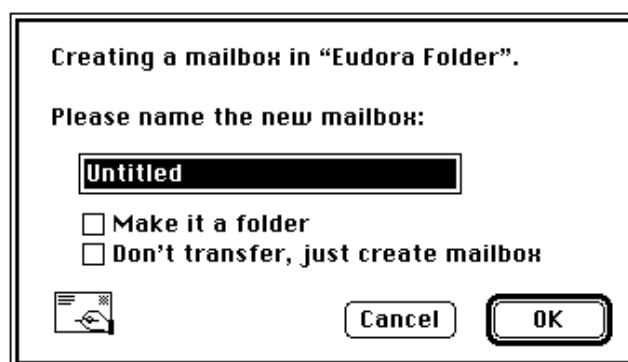 Creating a mailbox in “Eudora Folder”.
Please name the new mailbox:
Untitled
Make it a folder
Don't transfer, just create mailbox
Cancel OK